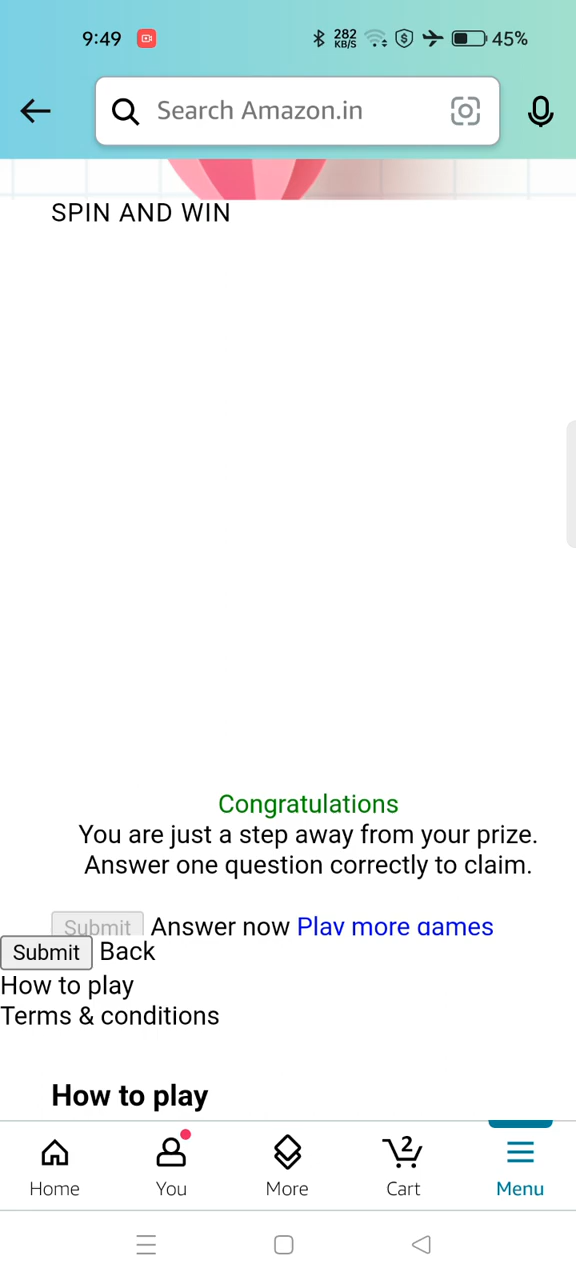 9:49
282
KB/S
45%
Search Amazon.in
SPIN AND WIN
Congratulations
You are just a step away from your prize.
Answer one question correctly to claim.
Submit Answer now Play more games
Submit Back
How to play
Terms & conditions
How to play
2
Home You More Cart Menu